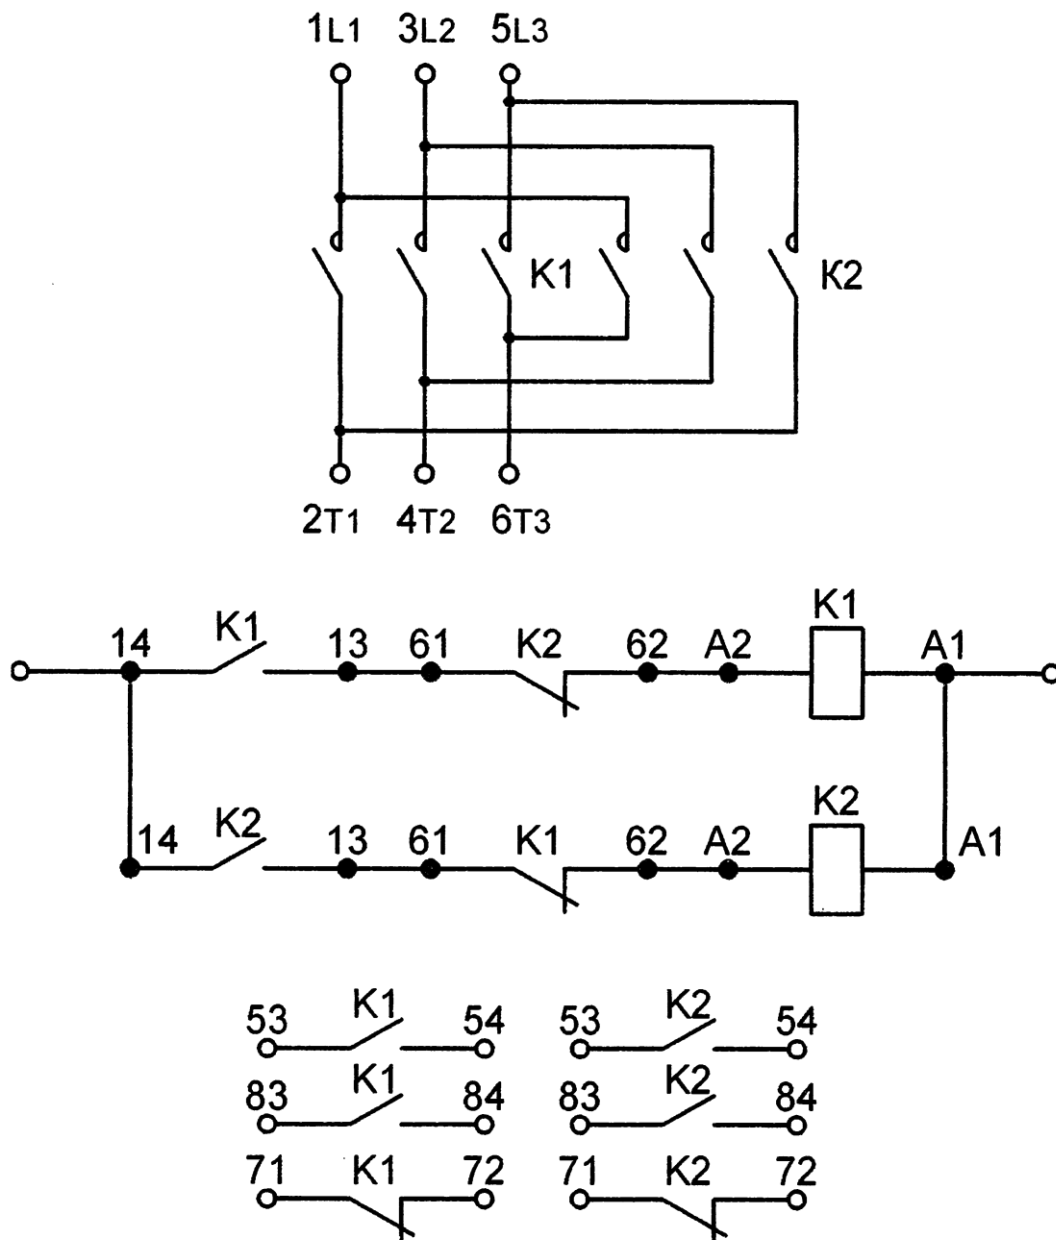 1L1 3L2 5L3
K1 K2
2T1 4T2 6T3
K1
14 K1 13 61 K2 62 A2 A1
K2
14 K2 13 61 K1 62 A2 A1
53 K1 54 53 K2 54
83 K1 84 83 K2 84
71 K1 72 71 K2 72